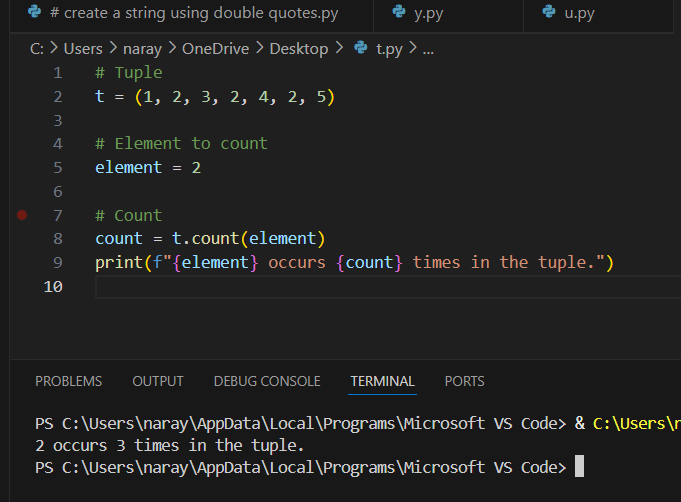 # create a string using double quotes.py y.py u.py
C: > Users > naray > OneDrive > Desktop > t.py > ...
1 # Tuple
2 t = (1, 2, 3, 2, 4, 2, 5)
3
4 # Element to count
5 element = 2
6
7 # Count
8 count = t.count(element)
9 print(f"{element} occurs {count} times in the tuple.")
10
PROBLEMS OUTPUT DEBUG CONSOLE TERMINAL PORTS
PS C:\Users\naray\AppData\Local\Programs\Microsoft VS Code> & C:\Users\
2 occurs 3 times in the tuple.
PS C:\Users\naray\AppData\Local\Programs\Microsoft VS Code>